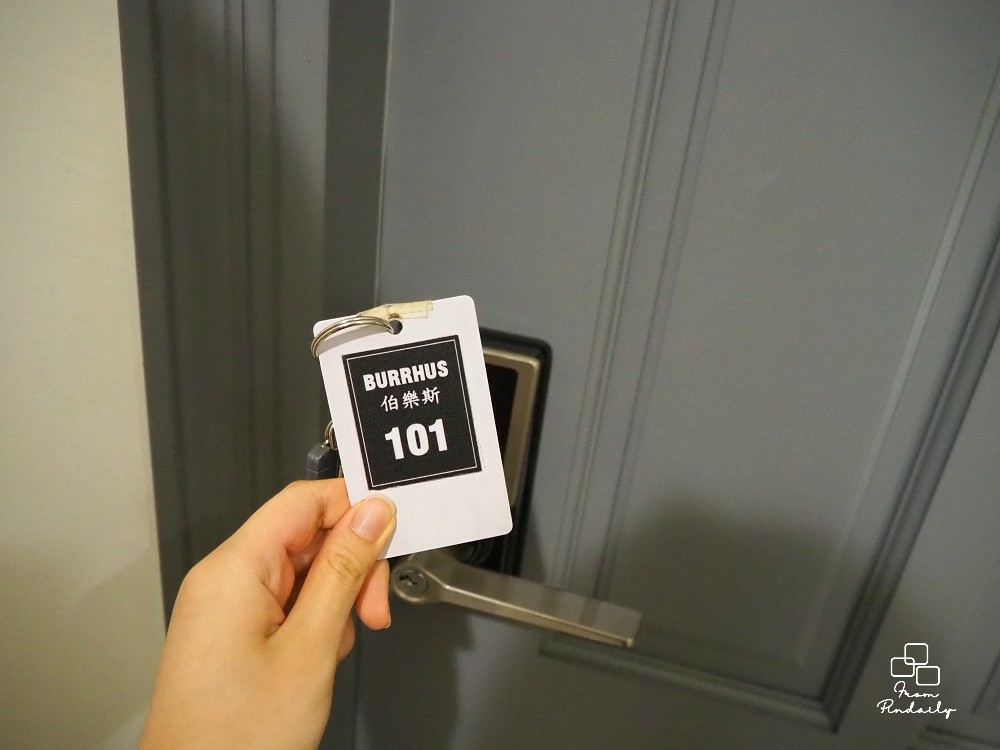 BURRHUS
伯樂斯
101
From
Pindaily